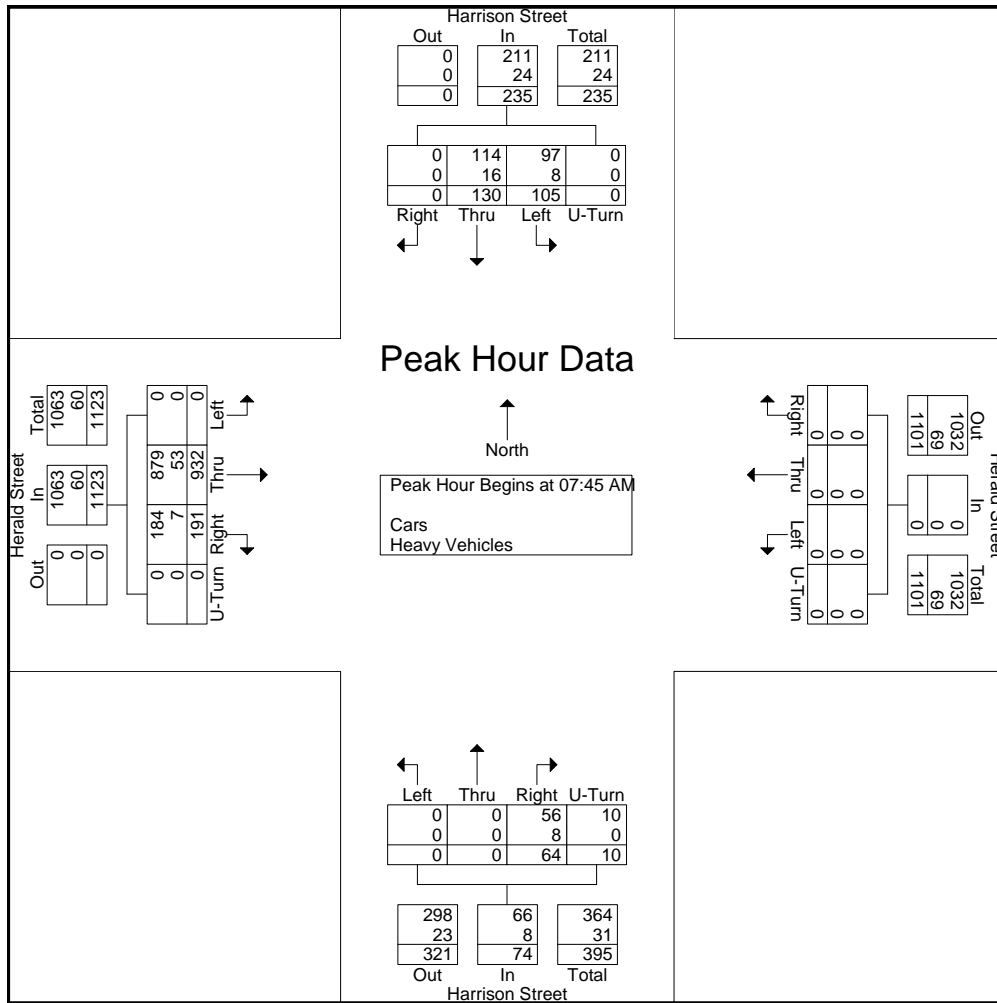 Harrison Street
Out In Total
0 211 211
0 24 24
0 235 235
0 114 97 0
0 16 8 0
0 130 105 0
Right Thru Left U-Turn
Peak Hour Data
North
Peak Hour Begins at 07:45 AM
Cars
Heavy Vehicles
Herald Street
Total In Out
1063 1063 0
60 60 0
1123 1123 0
0 879 184 0
0 53 7 0
0 932 191 0
Left Thru Right U-Turn
Right Thru Left U-Turn
0 0 0 0
0 0 0 0
0 0 0 0
1032 0 1032
69 0 69
1101 0 1101
Out In Total
Herald Street
Left Thru Right U-Turn
0 0 56 10
0 0 8 0
0 0 64 10
298 66 364
23 8 31
321 74 395
Out In Total
Harrison Street